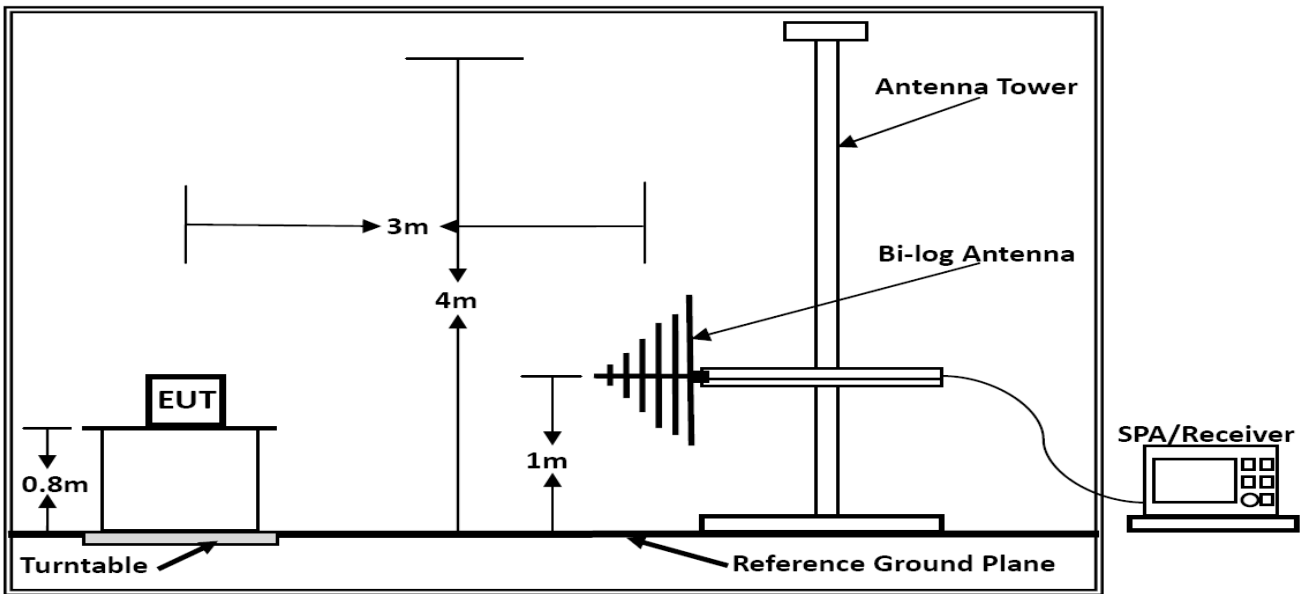 Antenna Tower
3m
Bi-log Antenna
4m
EUT
SPA/Receiver
1m
0.8m
Turntable
Reference Ground Plane